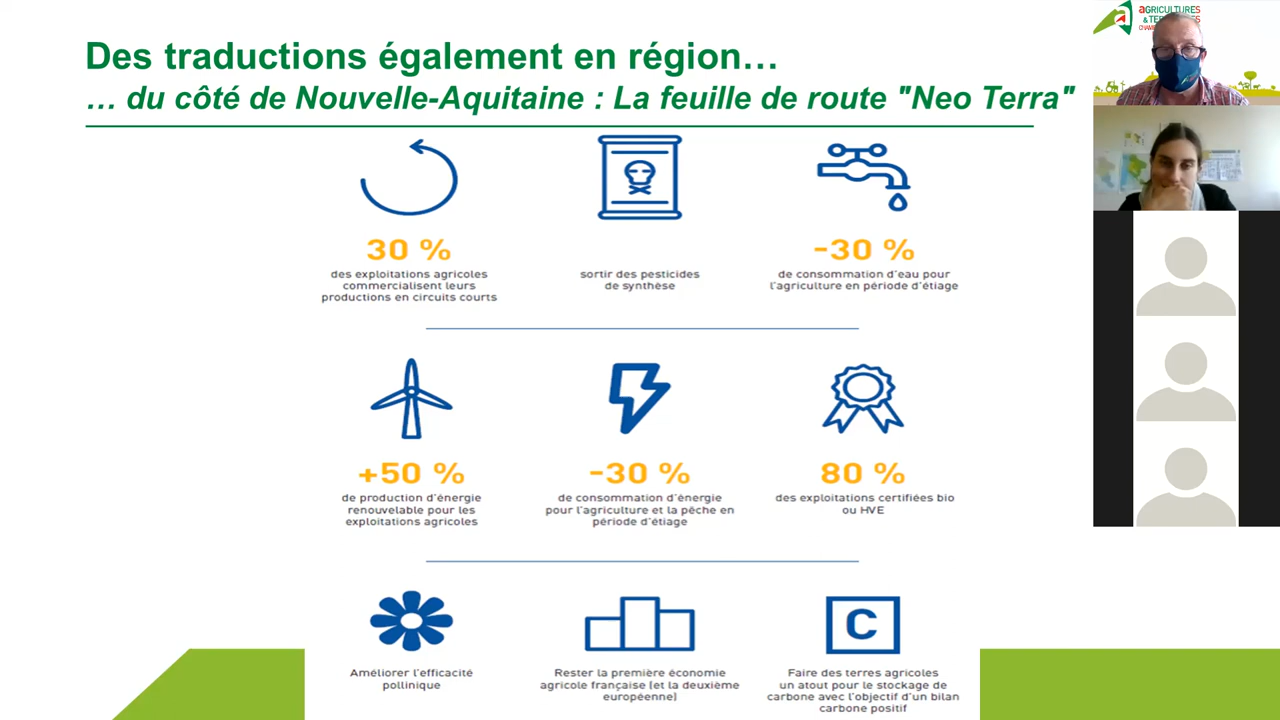 Des traductions également en région…
… du côté de Nouvelle-Aquitaine : La feuille de route "Neo Terra"
AGRICULTURES
30 %
des exploitations agricoles
commercialisent leurs
productions en circuits courts
sortir des pesticides
de synthèse
-30 %
de consommation d'eau pour
l'agriculture en période d'étiage
+50 %
de production d'énergie
renouvelable pour les
exploitations agricoles
-30 %
de consommation d'énergie
pour l'agriculture et la pêche en
période d'étiage
80 %
des exploitations certifiées bio
ou HVE
Améliorer l'efficacité
pollinique
Rester la première économie
agricole française (et la deuxième
européenne)
C
Faire des terres agricoles
un atout pour le stockage de
carbone avec l'objectif d'un bilan
carbone positif